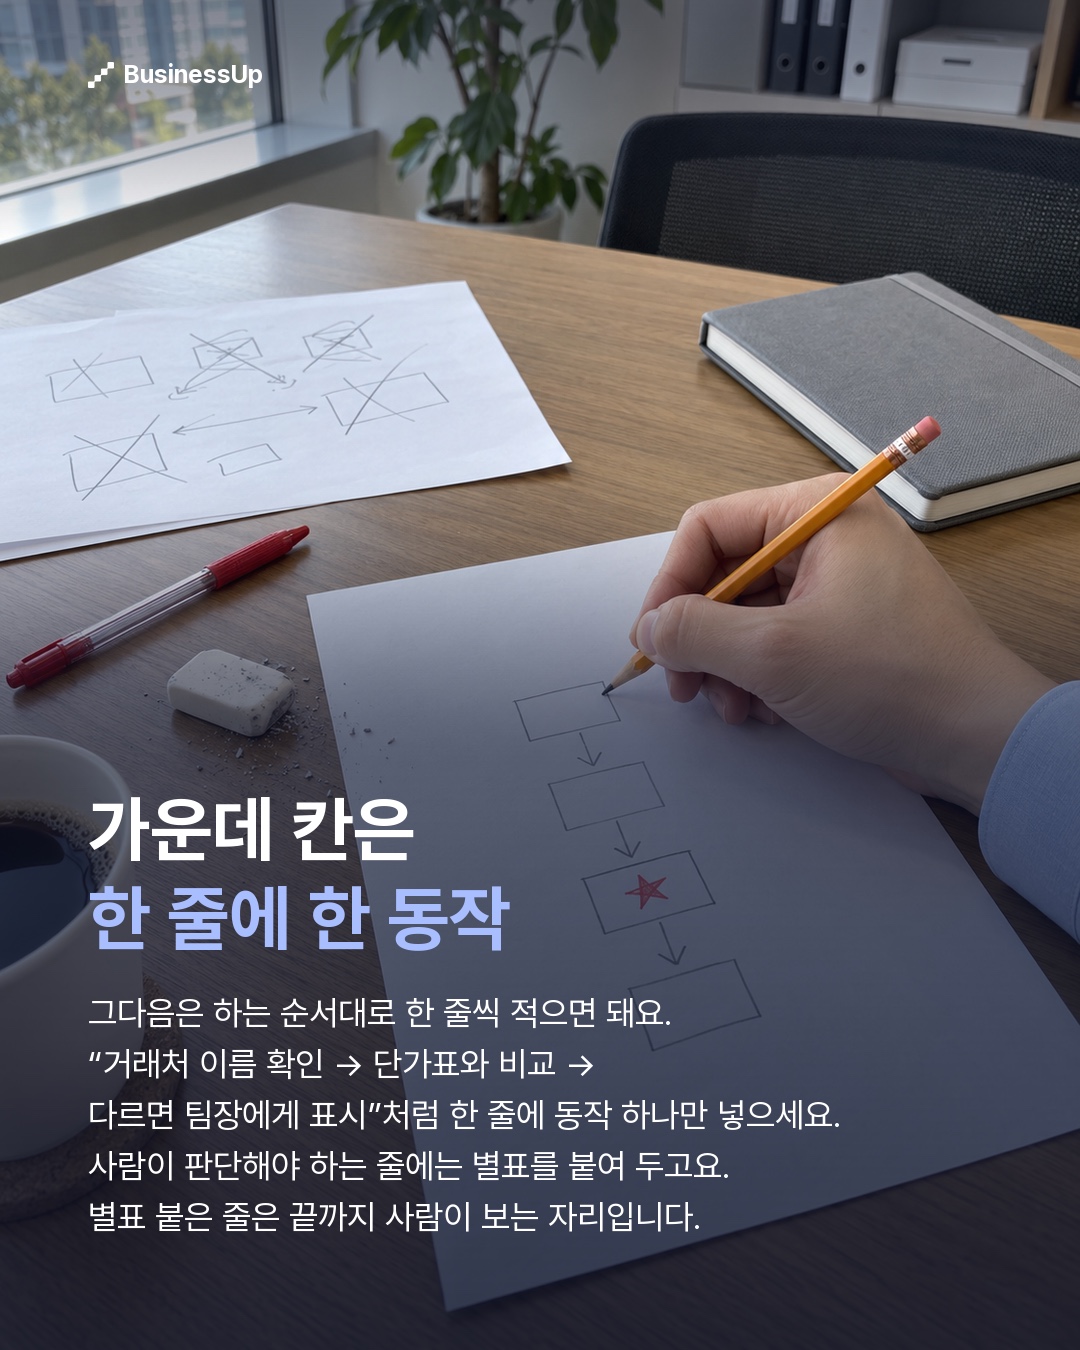 BusinessUp
가운데 칸은
한 줄에 한 동작
그다음은 하는 순서대로 한 줄씩 적으면 돼요.
“거래처 이름 확인 → 단가표와 비교 →
다르면 팀장에게 표시”처럼 한 줄에 동작 하나만 넣으세요.
사람이 판단해야 하는 줄에는 별표를 붙여 두고요.
별표 붙은 줄은 끝까지 사람이 보는 자리입니다.